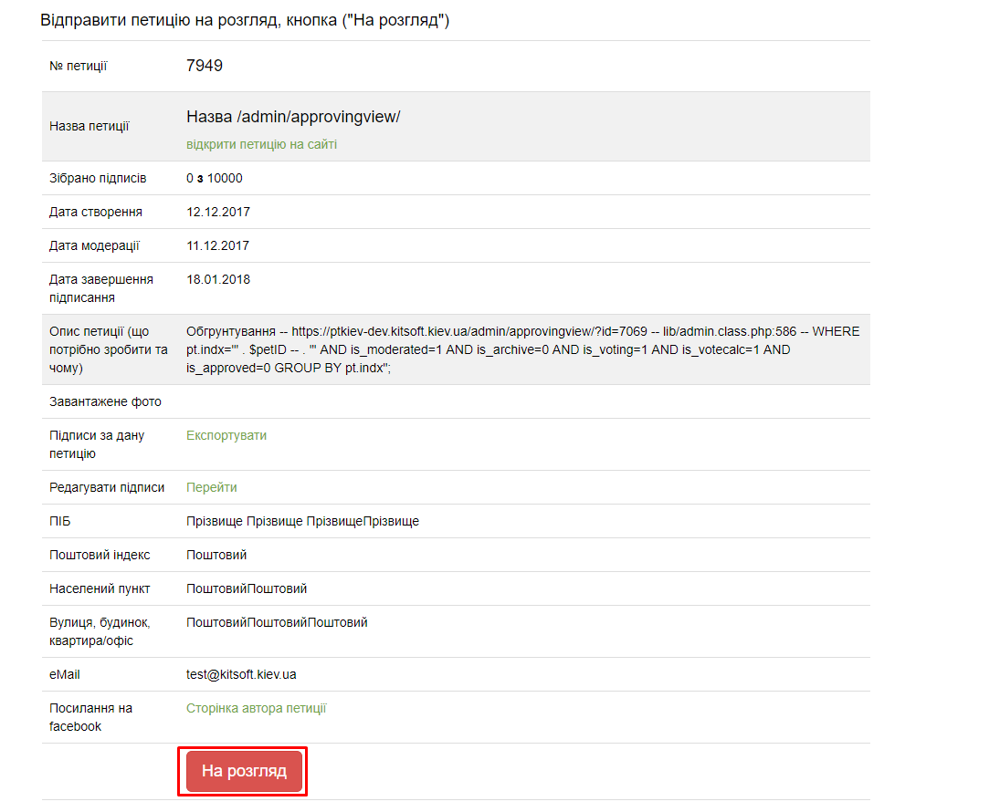 Відправити петицію на розгляд, кнопка ("На розгляд")
№ петиції 7949
Назва петиції Назва /admin/approvingview/
відкрити петицію на сайті
Зібрано підписів 0 з 10000
Дата створення 12.12.2017
Дата модерації 11.12.2017
Дата завершення 18.01.2018
підписання
Опис петиції (що Обгрунтування -- https://ptkiev-dev.kitsoft.kiev.ua/admin/approvingview/?id=7069 -- lib/admin.class.php:586 -- WHERE
потрібно зробити та pt.indx='" . $petID -- . "' AND is_moderated=1 AND is_archive=0 AND is_voting=1 AND is_votecalc=1 AND
чому) is_approved=0 GROUP BY pt.indx";
Завантажене фото
Підписи за дану Експортувати
петицію
Редагувати підписи Перейти
ПІБ Прізвище Прізвище ПрізвищеПрізвище
Поштовий індекс Поштовий
Населений пункт ПоштовийПоштовий
Вулиця, будинок, ПоштовийПоштовийПоштовий
квартира/офіс
eMail test@kitsoft.kiev.ua
Посилання на Сторінка автора петиції
facebook
На розгляд